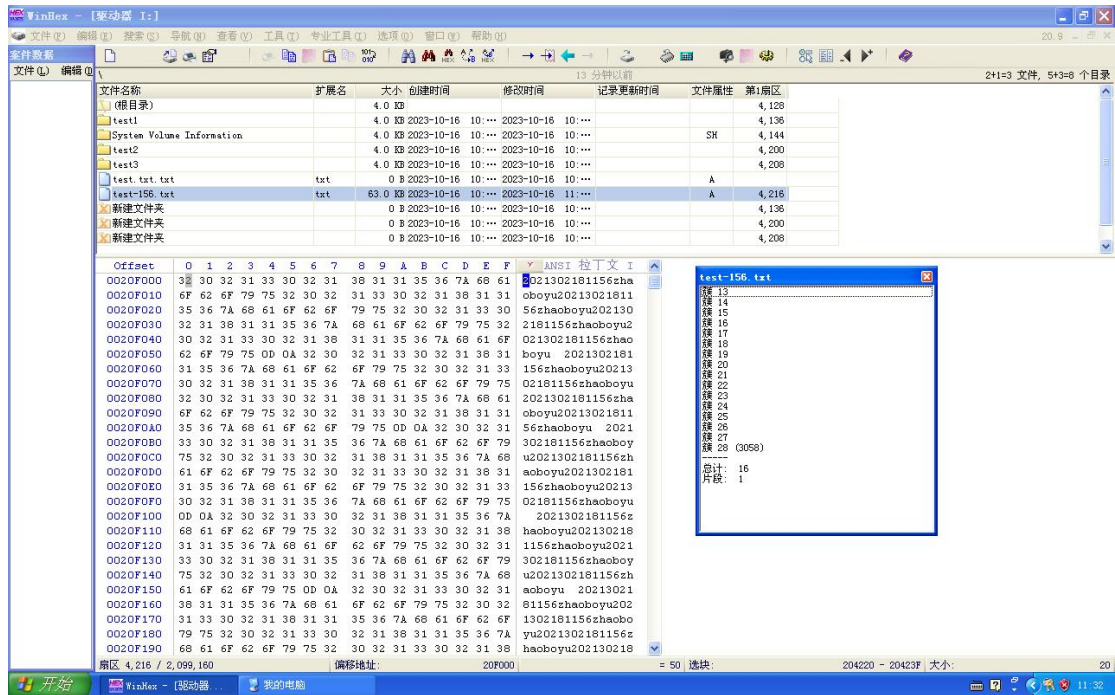 WinHex - [驱动器 I:]
文件(F) 编辑(E) 搜索(S) 导航(N) 查看(V) 工具(T) 专业工具(I) 选项(O) 窗口(W) 帮助(H) 20.9
案件数据
文件(L) 编辑(D
\ 13 分钟以前 2+1=3 文件, 5+3=8 个目录
文件名称 扩展名 大小 创建时间 修改时间 记录更新时间 文件属性 第1扇区
(根目录) 4.0 KB 4,128
test1 4.0 KB 2023-10-16 10:··· 2023-10-16 10:··· 4,136
System Volume Information 4.0 KB 2023-10-16 10:··· 2023-10-16 10:··· SH 4,144
test2 4.0 KB 2023-10-16 10:··· 2023-10-16 10:··· 4,200
test3 4.0 KB 2023-10-16 10:··· 2023-10-16 10:··· 4,208
test.txt.txt txt 0 B 2023-10-16 10:··· 2023-10-16 10:··· A
test-156.txt txt 63.0 KB 2023-10-16 10:··· 2023-10-16 11:··· A 4,216
新建文件夹 0 B 2023-10-16 10:··· 2023-10-16 10:··· 4,136
新建文件夹 0 B 2023-10-16 10:··· 2023-10-16 10:··· 4,200
新建文件夹 0 B 2023-10-16 10:··· 2023-10-16 10:··· 4,208
Offset 0 1 2 3 4 5 6 7 8 9 A B C D E F ANSI 拉丁文 I
0020F000 32 30 32 31 33 30 32 31 38 31 31 35 36 7A 68 61 2021302181156zha
0020F010 6F 62 6F 79 75 32 30 32 31 33 30 32 31 38 31 31 oboyu20213021811
0020F020 35 36 7A 68 61 6F 62 6F 79 75 32 30 32 31 33 30 56zhaoboyu202130
0020F030 32 31 38 31 31 35 36 7A 68 61 6F 62 6F 79 75 32 2181156zhaoboyu2
0020F040 30 32 31 33 30 32 31 38 31 31 35 36 7A 68 61 6F 021302181156zhao
0020F050 62 6F 79 75 0D 0A 32 30 32 31 33 30 32 31 38 31 boyu 2021302181
0020F060 31 35 36 7A 68 61 6F 62 6F 79 75 32 30 32 31 33 156zhaoboyu20213
0020F070 30 32 31 38 31 31 35 36 7A 68 61 6F 62 6F 79 75 02181156zhaoboyu
0020F080 32 30 32 31 33 30 32 31 38 31 31 35 36 7A 68 61 2021302181156zha
0020F090 6F 62 6F 79 75 32 30 32 31 33 30 32 31 38 31 31 oboyu20213021811
0020F0A0 35 36 7A 68 61 6F 62 6F 79 75 0D 0A 32 30 32 31 56zhaoboyu 2021
0020F0B0 33 30 32 31 38 31 31 35 36 7A 68 61 6F 62 6F 79 302181156zhaoboy
0020F0C0 75 32 30 32 31 33 30 32 31 38 31 31 35 36 7A 68 u2021302181156zh
0020F0D0 61 6F 62 6F 79 75 32 30 32 31 33 30 32 31 38 31 aoboyu2021302181
0020F0E0 31 35 36 7A 68 61 6F 62 6F 79 75 32 30 32 31 33 156zhaoboyu20213
0020F0F0 30 32 31 38 31 31 35 36 7A 68 61 6F 62 6F 79 75 02181156zhaoboyu
0020F100 0D 0A 32 30 32 31 33 30 32 31 38 31 31 35 36 7A 2021302181156z
0020F110 68 61 6F 62 6F 79 75 32 30 32 31 33 30 32 31 38 haoboyu202130218
0020F120 31 31 35 36 7A 68 61 6F 62 6F 79 75 32 30 32 31 1156zhaoboyu2021
0020F130 33 30 32 31 38 31 31 35 36 7A 68 61 6F 62 6F 79 302181156zhaoboy
0020F140 75 32 30 32 31 33 30 32 31 38 31 31 35 36 7A 68 u2021302181156zh
0020F150 61 6F 62 6F 79 75 0D 0A 32 30 32 31 33 30 32 31 aoboyu 20213021
0020F160 38 31 31 35 36 7A 68 61 6F 62 6F 79 75 32 30 32 81156zhaoboyu202
0020F170 31 33 30 32 31 38 31 31 35 36 7A 68 61 6F 62 6F 1302181156zhaobo
0020F180 79 75 32 30 32 31 33 30 32 31 38 31 31 35 36 7A yu2021302181156z
0020F190 68 61 6F 62 6F 79 75 32 30 32 31 33 30 32 31 38 haoboyu202130218
test-156.txt
簇 13
簇 14
簇 15
簇 16
簇 17
簇 18
簇 19
簇 20
簇 21
簇 22
簇 23
簇 24
簇 25
簇 26
簇 27
簇 28 (3058)
-----
总计: 16
片段: 1
扇区 4,216 / 2,099,160 偏移地址: 20F000 = 50 选块: 204220 - 20423F 大小: 20
开始 WinHex - [驱动器... 我的电脑 11:32